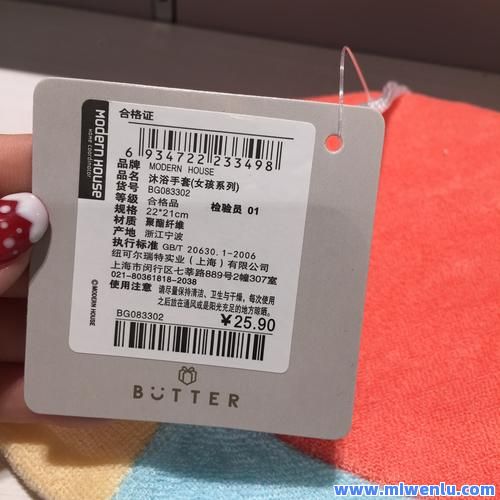 MODERN HOUSE
HOME coordinator
©MODERN HOUSE
合格证
6 934722 233498
品牌 MODERN HOUSE
品名 沐浴手套(女孩系列)
货号 BG083302
等级 合格品 检验员 01
规格 22*21cm
材质 聚酯纤维
产地 浙江宁波
执行标准 GB/T 20630.1-2006
纽可尔瑞特实业(上海)有限公司
上海市闵行区七莘路889号2幢307室
021-80361818-2038
使用注意 请尽量保持清洁、卫生与干燥,每次使用
之后放在通风或是阳光充足的地方晾晒。
¥25.90
BG083302
BUTTER
www.mlwenlu.com